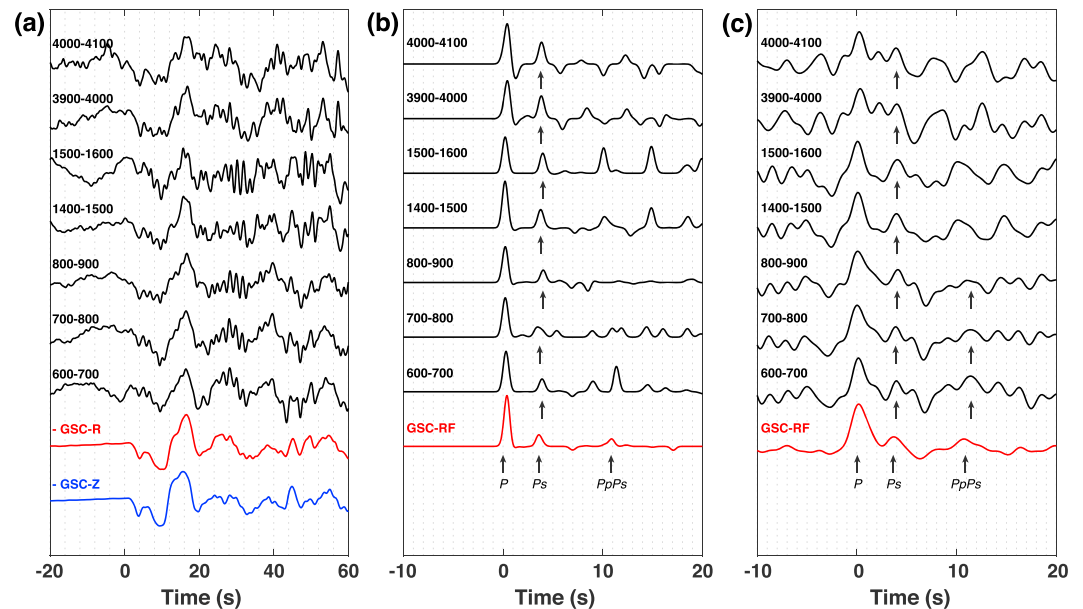 (a)
4000-4100
3900-4000
1500-1600
1400-1500
800-900
700-800
600-700
- GSC-R
- GSC-Z
-20 0 20 40 60
Time (s)
(b)
4000-4100
3900-4000
1500-1600
1400-1500
800-900
700-800
600-700
GSC-RF
P Ps PpPs
-10 0 10 20
Time (s)
(c)
4000-4100
3900-4000
1500-1600
1400-1500
800-900
700-800
600-700
GSC-RF
P Ps PpPs
-10 0 10 20
Time (s)